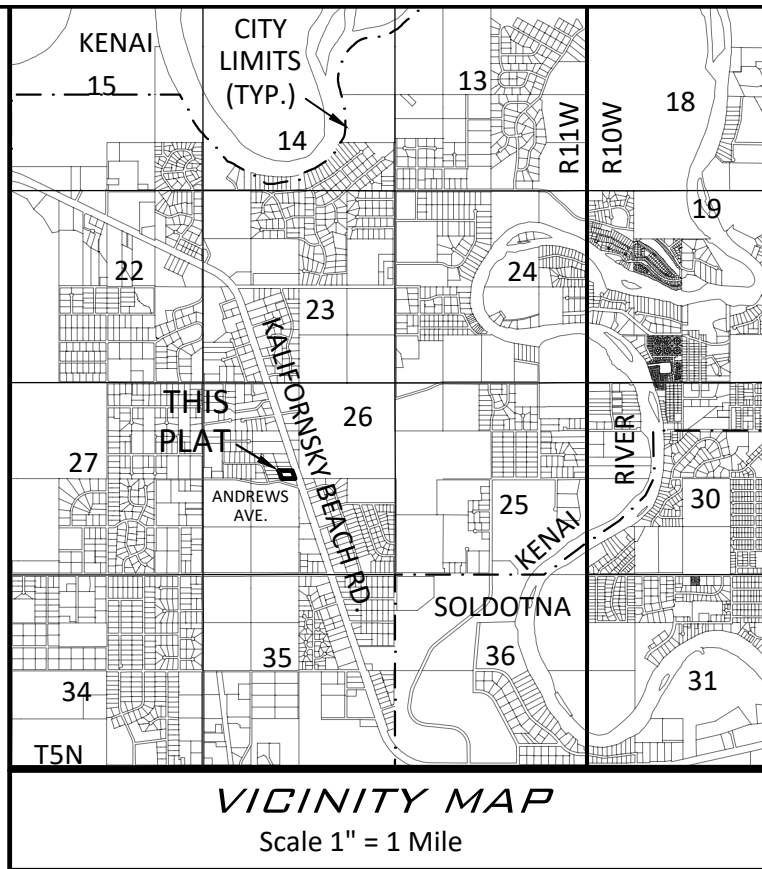 KENAI
CITY
LIMITS
(TYP.)
15
14
13
R11W
R10W
18
19
22
23
24
KALIFORNSKY BEACH RD.
THIS
PLAT
26
27
ANDREWS
AVE.
25
KENAI
RIVER
30
SOLDOTNA
34
35
36
31
T5N
VICINITY MAP
Scale 1" = 1 Mile